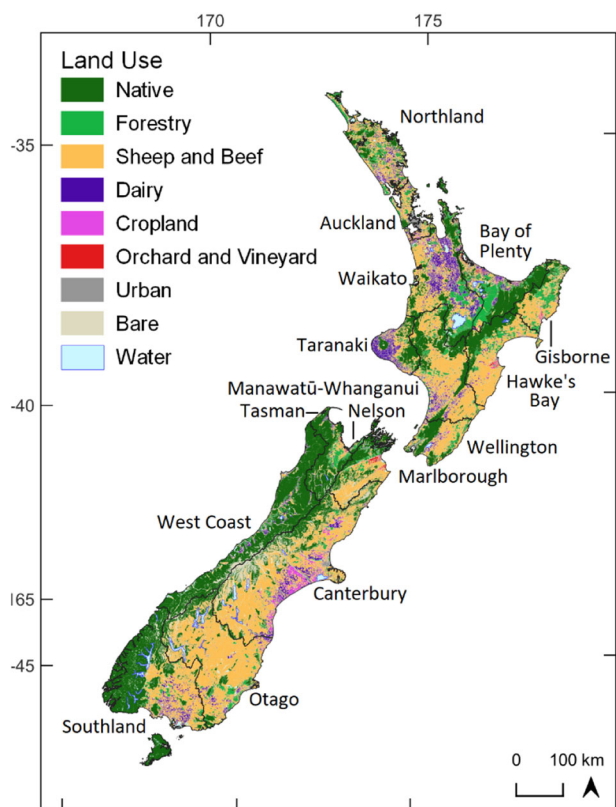 170
175
Land Use
Native
Forestry
Sheep and Beef
Dairy
Cropland
Orchard and Vineyard
Urban
Bare
Water
-35
-40
165
-45
Northland
Auckland
Bay of
Plenty
Waikato
Taranaki
Gisborne
Manawatū-Whanganui
Hawke's
Bay
Tasman
Nelson
Wellington
Marlborough
West Coast
Canterbury
Otago
Southland
0
100 km